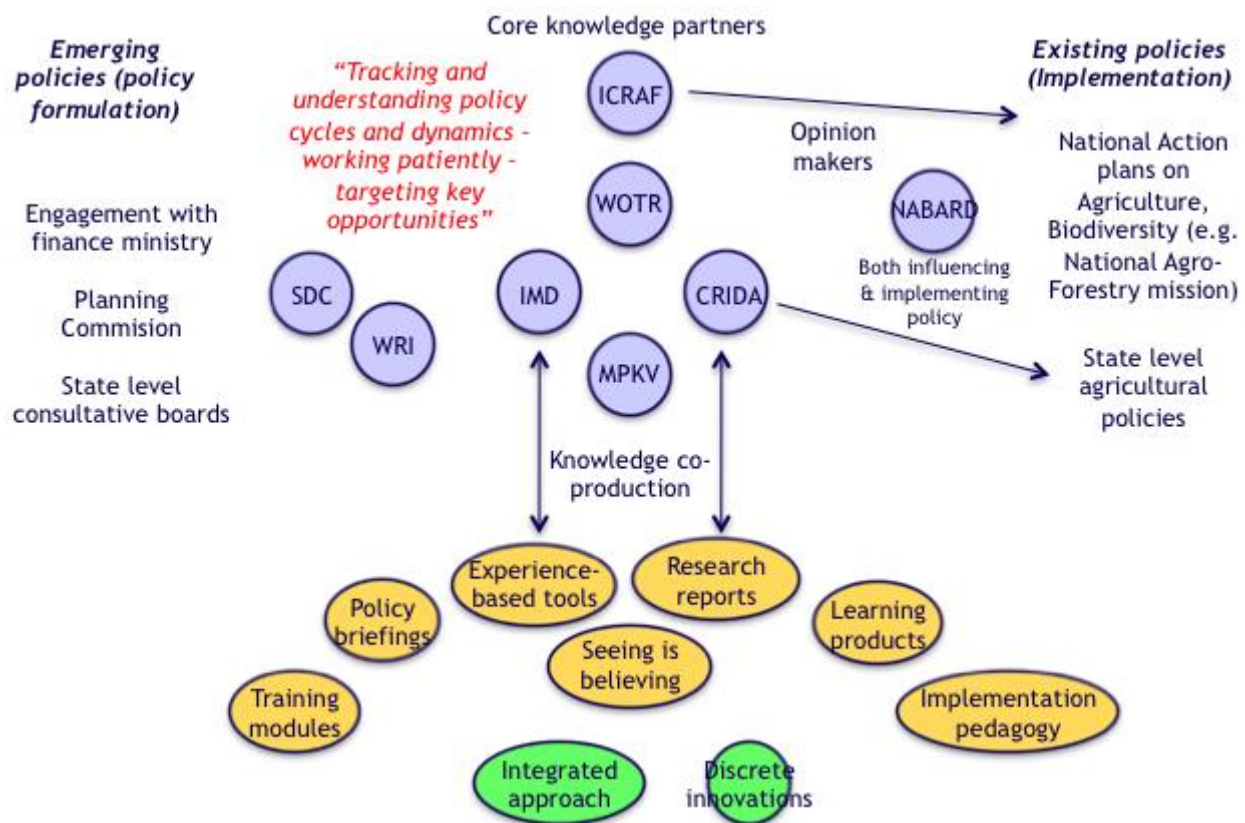 Core knowledge partners
Emerging
policies (policy
formulation)
“Tracking and
understanding policy
cycles and dynamics -
working patiently -
targeting key
opportunities”
ICRAF
Existing policies
(Implementation)
Opinion
makers
National Action
plans on
Agriculture,
Biodiversity (e.g.
National Agro-
Forestry mission)
WOTR
NABARD
Both influencing
& implementing
policy
Engagement with
finance ministry
Planning
Commision
State level
consultative boards
SDC
WRI
IMD
CRIDA
MPKV
State level
agricultural
policies
Knowledge co-
production
Experience-
based tools
Research
reports
Policy
briefings
Learning
products
Seeing is
believing
Training
modules
Implementation
pedagogy
Integrated
approach
Discrete
innovations